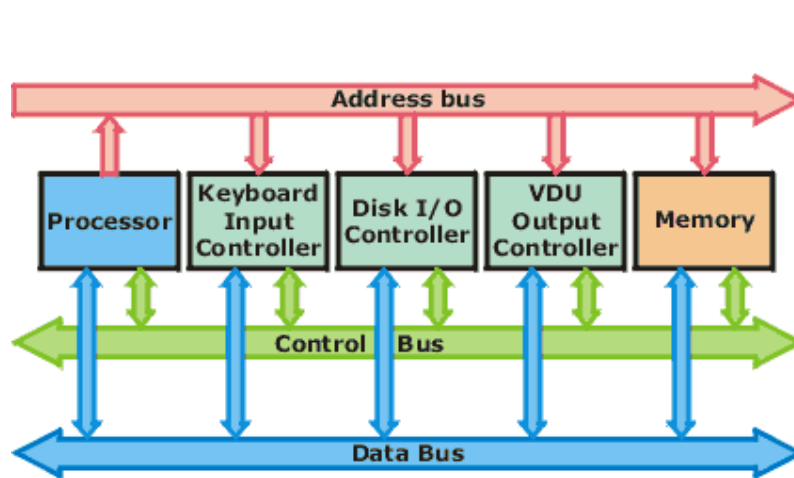 Address bus
Processor
Keyboard
Input
Controller
Disk I/O
Controller
VDU
Output
Controller
Memory
Control Bus
Data Bus